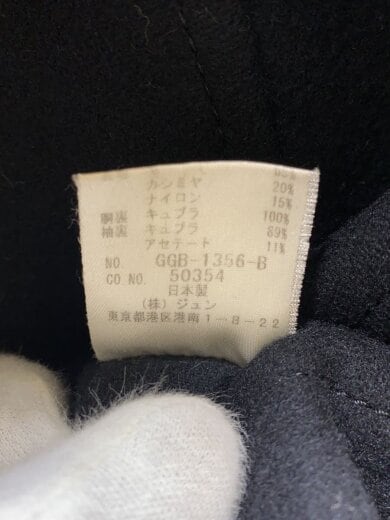 カシミヤ 20%
ナイロン 15%
胴裏 キュプラ 100%
袖裏 キュプラ 89%
アセテート 11%
NO. GGB-1356-B
CO.NO. 50354
日本製
(株) ジュン
東京都港区港南1-8-22